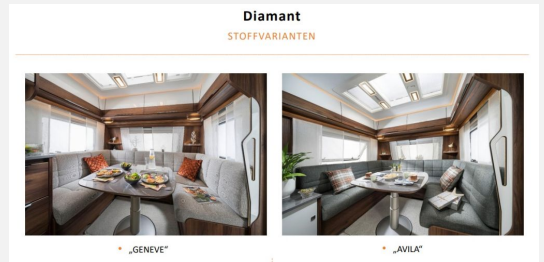 Diamant
STOFFVARIANTEN
• „GENEVE"
• „AVILA"